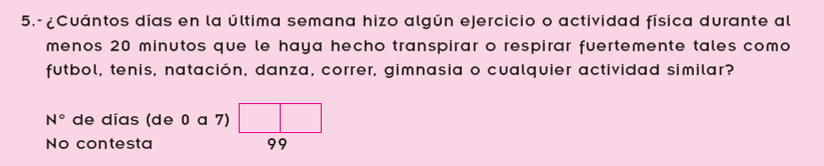 5.- ¿Cuántos días en la última semana hizo algún ejercicio o actividad física durante al
menos 20 minutos que le haya hecho transpirar o respirar fuertemente tales como
futbol, tenis, natación, danza, correr, gimnasia o cualquier actividad similar?
N° de días (de 0 a 7)
No contesta 99